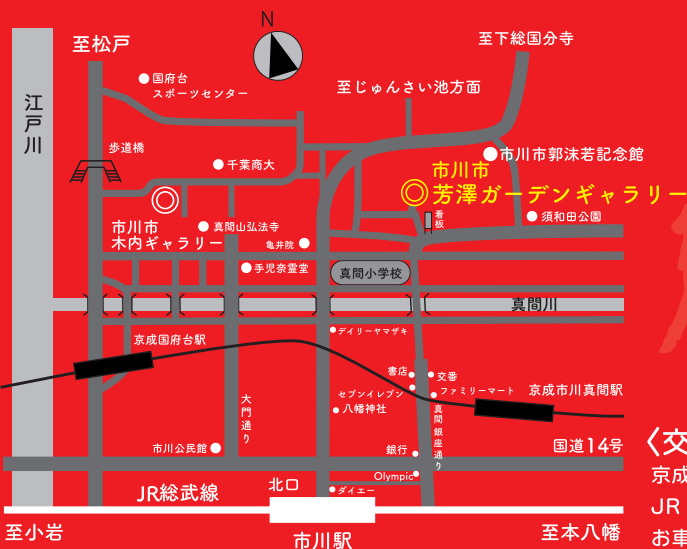 N
至松戸
至下総国分寺
国府台
スポーツセンター
至じゅんさい池方面
江戸川
歩道橋
千葉商大
市川市郭沫若記念館
市川市
芳澤ガーデンギャラリー
看板
須和田公園
市川市
木内ギャラリー
真間山弘法寺
亀井院
手児奈霊堂
真間小学校
真間川
デイリーヤマザキ
京成国府台駅
書店
交番
セブンイレブン
ファミリーマート
京成市川真間駅
大門通り
八幡神社
真間銀座通り
市川公民館
銀行
国道14号
〈交
Olympic
京成
JR総武線
北口
ダイエー
JR
至小岩
市川駅
至本八幡
お車